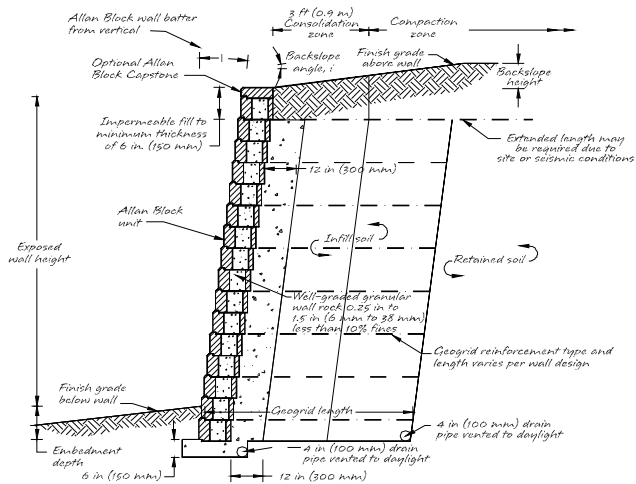 Allan Block wall batter
from vertical
3 ft (0.9 m)
Consolidation
zone
Compaction
zone
Optional Allan
Block Capstone
Backslope
angle, i
Finish grade
above wall
Backslope
height
Impermeable fill to
minimum thickness
of 6 in. (150 mm)
Extended length may
be required due to
site or seismic conditions
12 in (300 mm)
Allan Block
unit
Exposed
wall height
Infill soil
Retained soil
Well-graded granular
wall rock 0.25 in to
1.5 in (6 mm to 38 mm)
less than 10% fines
Geogrid reinforcement type and
length varies per wall design
Finish grade
below wall
Geogrid length
4 in (100 mm) drain
pipe vented to daylight
Embedment
depth
4 in (100 mm) drain
pipe vented to daylight
6 in (150 mm)
12 in (300 mm)